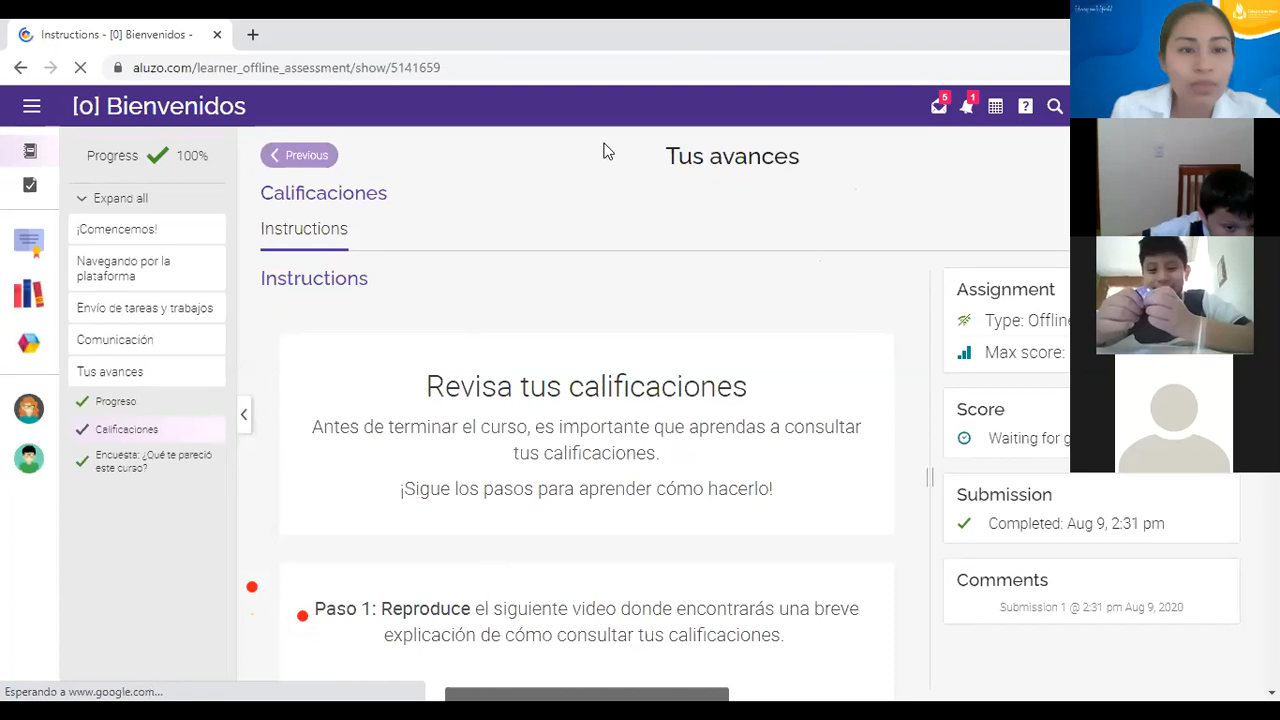 Instructions - [0] Bienvenidos -
aluzo.com/learner_offline_assessment/show/5141659
[0] Bienvenidos
5
1
Progress 100%
Expand all
¡Comencemos!
Navegando por la
plataforma
Envío de tareas y trabajos
Comunicación
Tus avances
Progreso
Calificaciones
Encuesta: ¿Qué te pareció
este curso?
Previous
Tus avances
Calificaciones
Instructions
Instructions
Revisa tus calificaciones
Antes de terminar el curso, es importante que aprendas a consultar
tus calificaciones.
¡Sigue los pasos para aprender cómo hacerlo!
Paso 1: Reproduce el siguiente video donde encontrarás una breve
explicación de cómo consultar tus calificaciones.
Assignment
Type: Offline
Max score:
Score
Waiting for g
Submission
Completed: Aug 9, 2:31 pm
Comments
Submission 1 @ 2:31 pm Aug 9, 2020
Esperando a www.google.com...